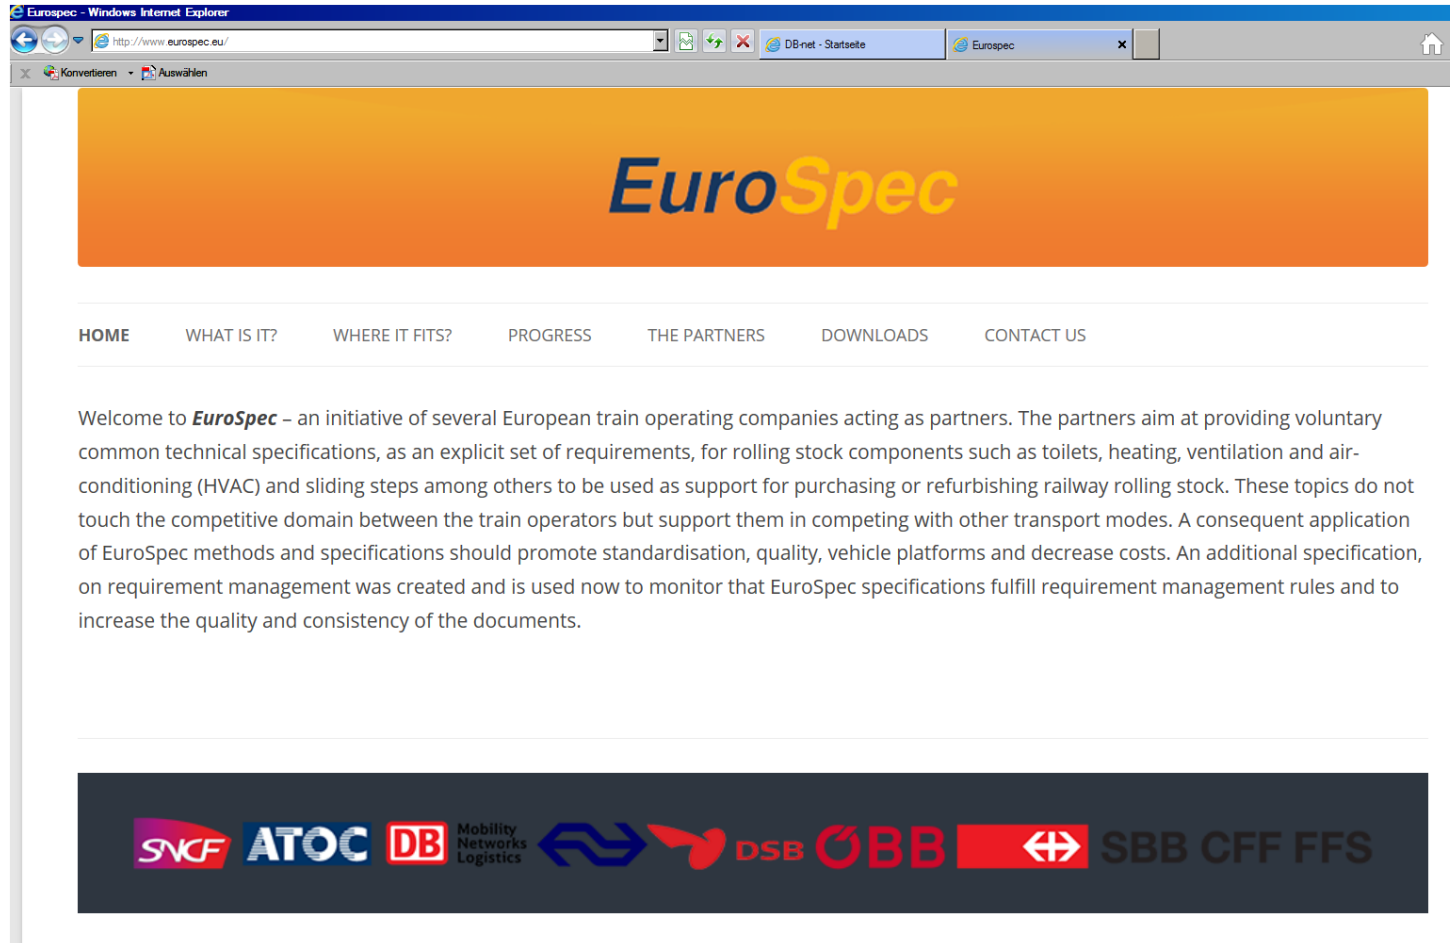 Eurospec - Windows Internet Explorer
http://www.eurospec.eu/
DB-net - Startseite
Eurospec
x Konvertieren Auswählen
EuroSpec
HOME WHAT IS IT? WHERE IT FITS? PROGRESS THE PARTNERS DOWNLOADS CONTACT US
Welcome to EuroSpec – an initiative of several European train operating companies acting as partners. The partners aim at providing voluntary
common technical specifications, as an explicit set of requirements, for rolling stock components such as toilets, heating, ventilation and air-
conditioning (HVAC) and sliding steps among others to be used as support for purchasing or refurbishing railway rolling stock. These topics do not
touch the competitive domain between the train operators but support them in competing with other transport modes. A consequent application
of EuroSpec methods and specifications should promote standardisation, quality, vehicle platforms and decrease costs. An additional specification,
on requirement management was created and is used now to monitor that EuroSpec specifications fulfill requirement management rules and to
increase the quality and consistency of the documents.
SNCF ATOC DB Mobility
Networks
Logistics
DSB ÖBB SBB CFF FFS